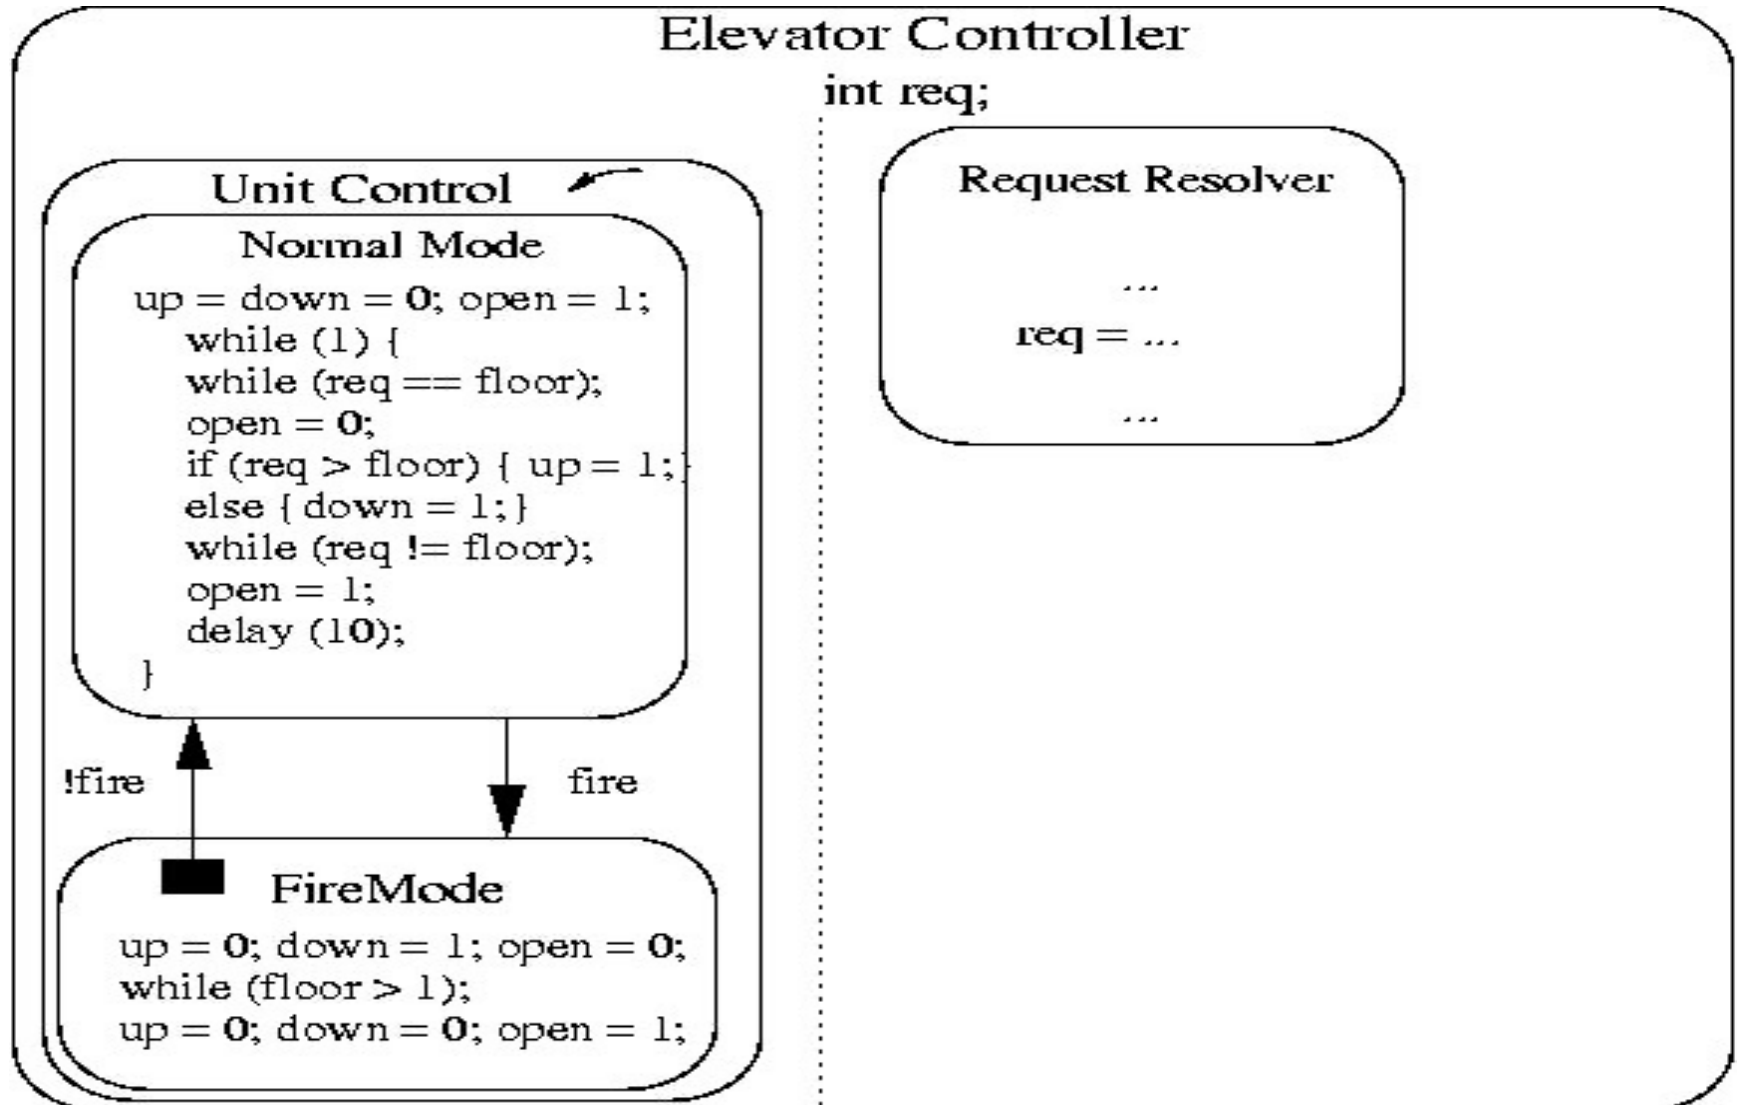 Elevator Controller
int req;
Unit Control
Normal Mode
up = down = 0; open = 1;
while (1) {
while (req == floor);
open = 0;
if (req > floor) { up = 1;}
else { down = 1; }
while (req != floor);
open = 1;
delay (10);
}
!fire
fire
FireMode
up = 0; down = 1; open = 0;
while (floor > 1);
up = 0; down = 0; open = 1;
Request Resolver
...
req = ...
...